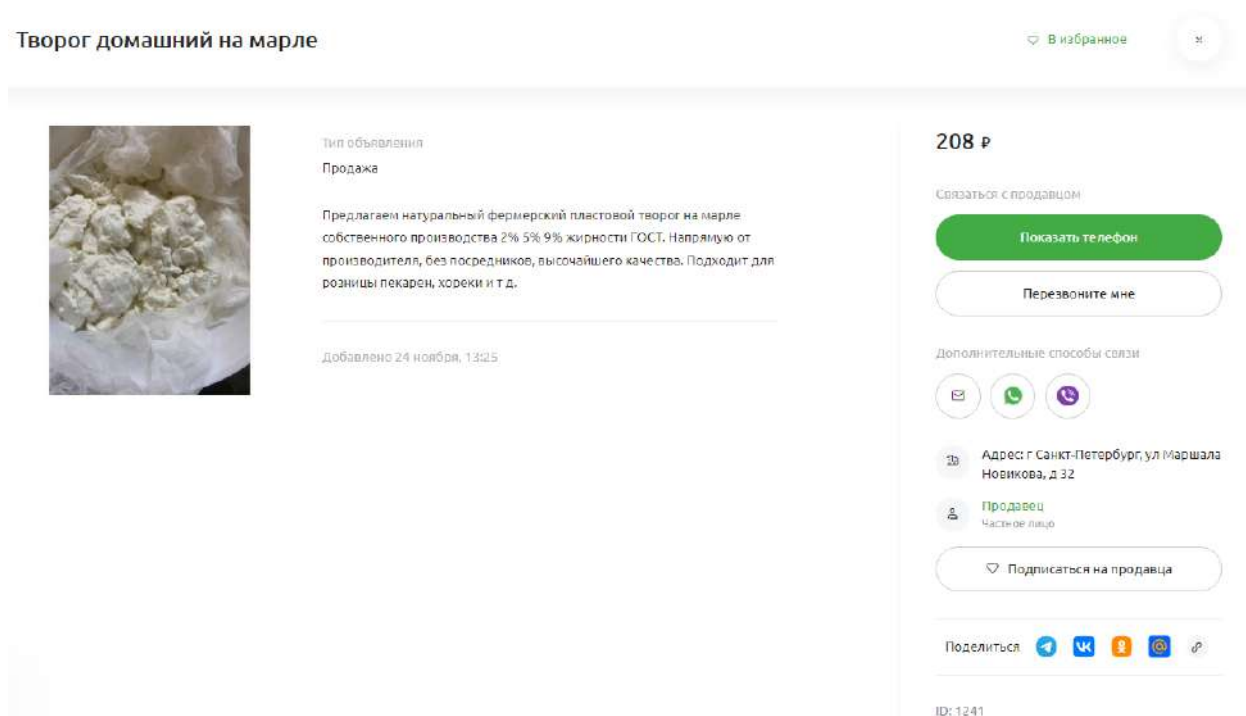 Творог домашний на марле
В избранное
Тип объявления
Продажа
Предлагаем натуральный фермерский пластовой творог на марле
собственного производства 2% 5% 9% жирности ГОСТ. Напрямую от
производителя, без посредников, высочайшего качества. Подходит для
розницы пекарен, хореки и т д.
Добавлено 24 ноября, 13:25
208 ₽
Связаться с продавцом
Показать телефон
Перезвоните мне
Дополнительные способы связи
Адрес: г Санкт-Петербург, ул Маршала
Новикова, д 32
Продавец
Частное лицо
Подписаться на продавца
Поделиться
ID: 1241